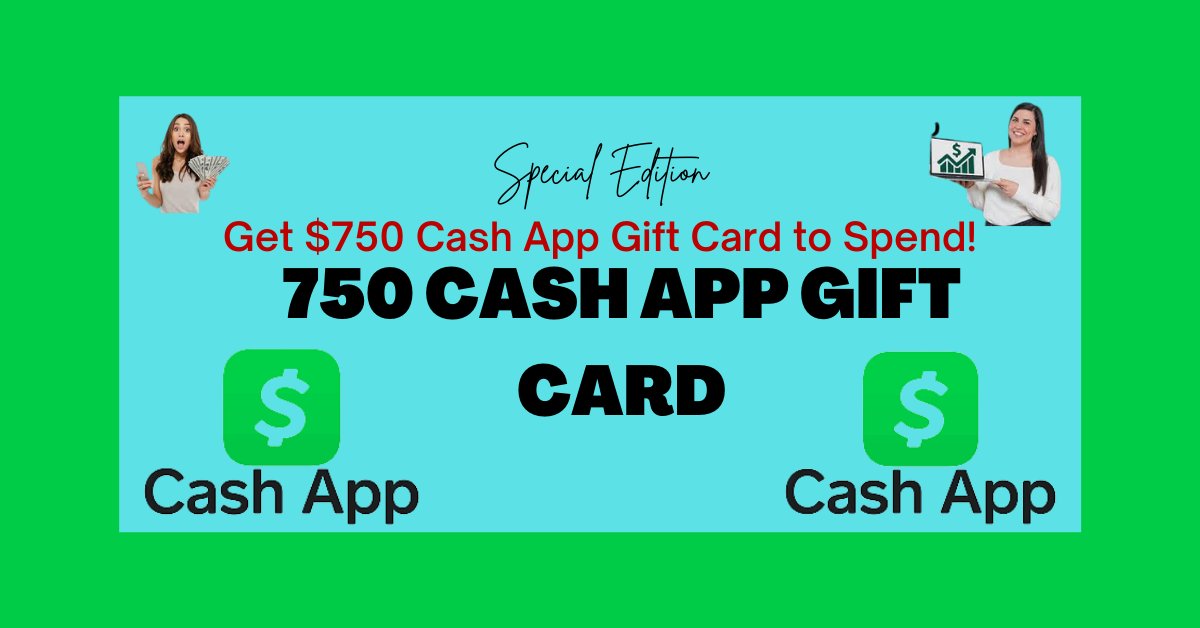 Special Edition
Get $750 Cash App Gift Card to Spend!
750 CASH APP GIFT
CARD
$
$
$
Cash App
Cash App